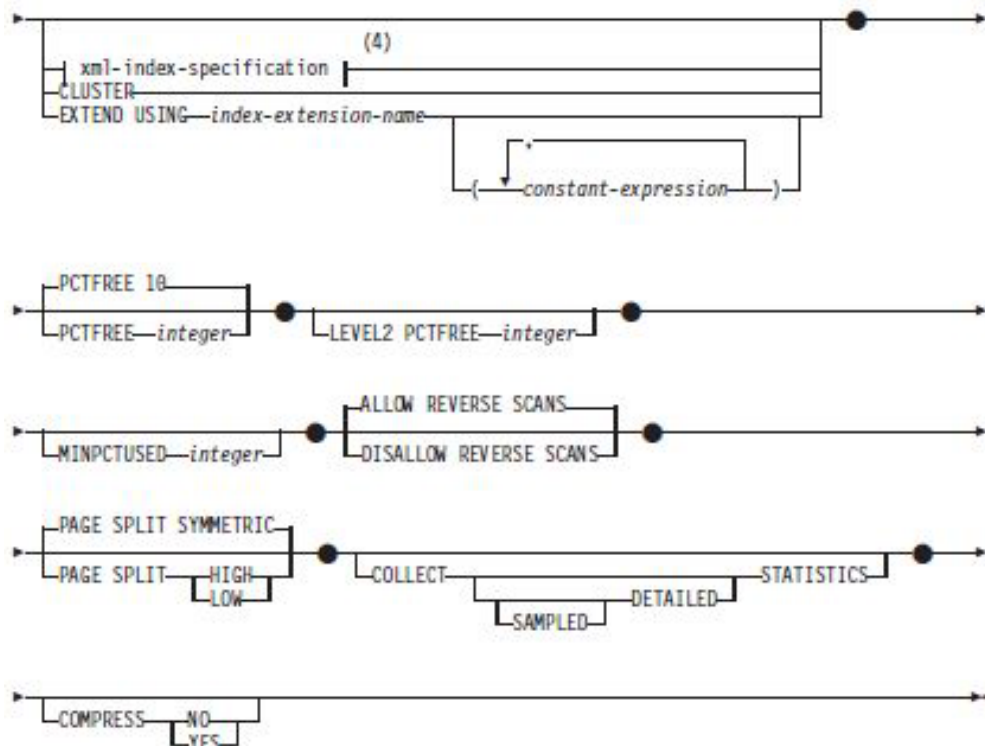 (4)
xml-index-specification
CLUSTER
EXTEND USING index-extension-name
,
( constant-expression )
PCTFREE 10
PCTFREE integer
LEVEL2 PCTFREE integer
MINPCTUSED integer
ALLOW REVERSE SCANS
DISALLOW REVERSE SCANS
PAGE SPLIT SYMMETRIC
PAGE SPLIT HIGH
LOW
COLLECT STATISTICS
DETAILED
SAMPLED
COMPRESS NO
YES